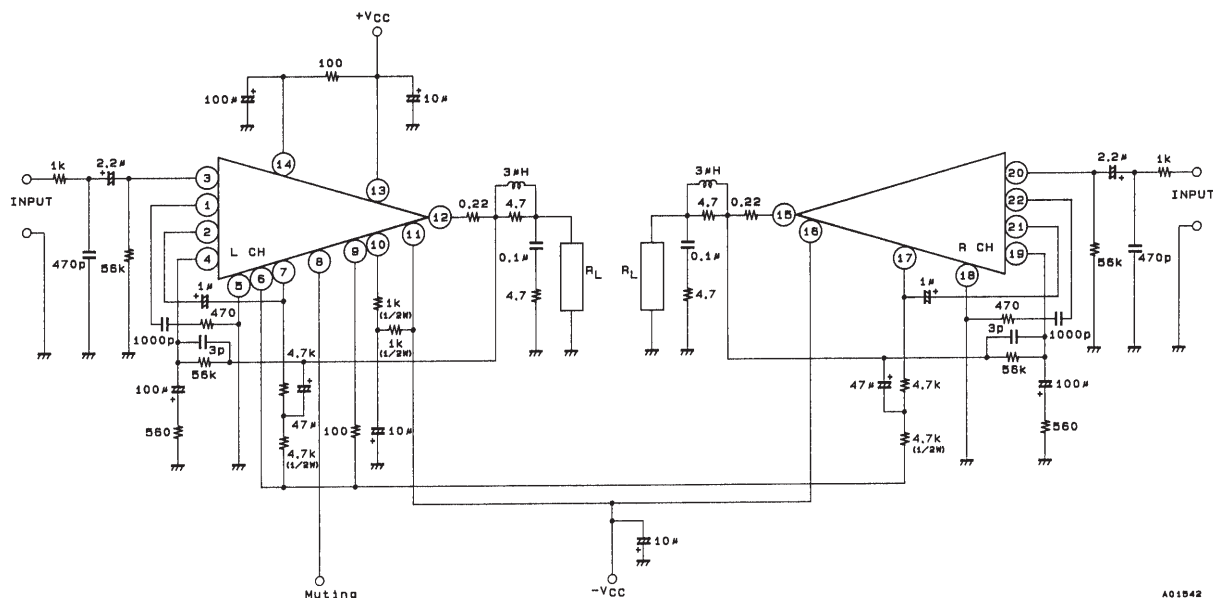 +VCC
100
100µ +
+ 10µ
14
13
1k
2.2µ
+
3
INPUT
1
2
4
470p
56k
L CH
5
6
7
8
9
10
11
12
0.22
3µH
4.7
0.1µ
4.7
RL
1µ
+
470
1000p
3p
56k
100µ
+
560
4.7k
+
47µ
4.7k
(1/2W)
100
1k
(1/2W)
1k
(1/2W)
10µ
+
Muting
3µH
4.7
0.22
15
16
RL
0.1µ
4.7
R CH
17
18
20
22
21
19
2.2µ
+
1k
INPUT
56k
470p
1µ
+
470
3p
1000p
56k
100µ
+
560
47µ
+
4.7k
4.7k
(1/2W)
10µ
+
-VCC
A01542